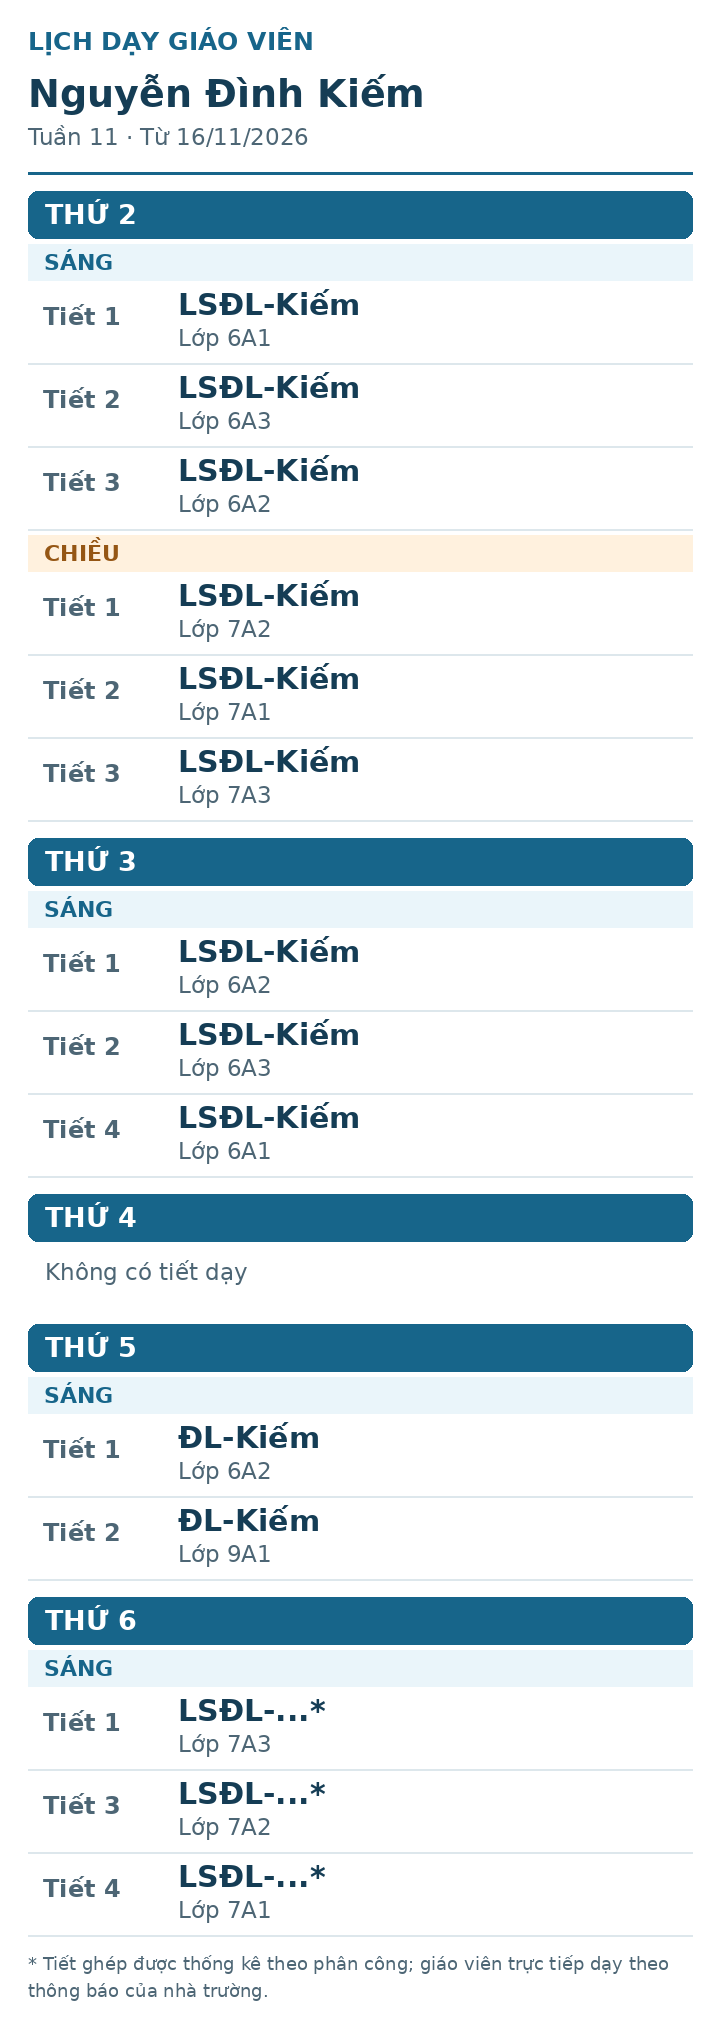 LỊCH DẠY GIÁO VIÊN
Nguyễn Đình Kiếm
Tuần 11 · Từ 16/11/2026
THỨ 2
SÁNG
Tiết 1 LSĐL-Kiếm
Lớp 6A1
Tiết 2 LSĐL-Kiếm
Lớp 6A3
Tiết 3 LSĐL-Kiếm
Lớp 6A2
CHIỀU
Tiết 1 LSĐL-Kiếm
Lớp 7A2
Tiết 2 LSĐL-Kiếm
Lớp 7A1
Tiết 3 LSĐL-Kiếm
Lớp 7A3
THỨ 3
SÁNG
Tiết 1 LSĐL-Kiếm
Lớp 6A2
Tiết 2 LSĐL-Kiếm
Lớp 6A3
Tiết 4 LSĐL-Kiếm
Lớp 6A1
THỨ 4
Không có tiết dạy
THỨ 5
SÁNG
Tiết 1 ĐL-Kiếm
Lớp 6A2
Tiết 2 ĐL-Kiếm
Lớp 9A1
THỨ 6
SÁNG
Tiết 1 LSĐL-...*
Lớp 7A3
Tiết 3 LSĐL-...*
Lớp 7A2
Tiết 4 LSĐL-...*
Lớp 7A1
* Tiết ghép được thống kê theo phân công; giáo viên trực tiếp dạy theo
thông báo của nhà trường.